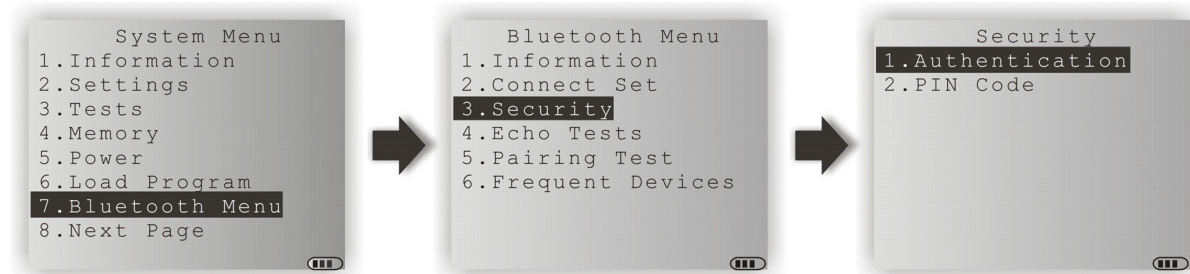 System Menu
1.Information
2.Settings
3.Tests
4.Memory
5.Power
6.Load Program
7.Bluetooth Menu
8.Next Page
Bluetooth Menu
1.Information
2.Connect Set
3.Security
4.Echo Tests
5.Pairing Test
6.Frequent Devices
Security
1.Authentication
2.PIN Code